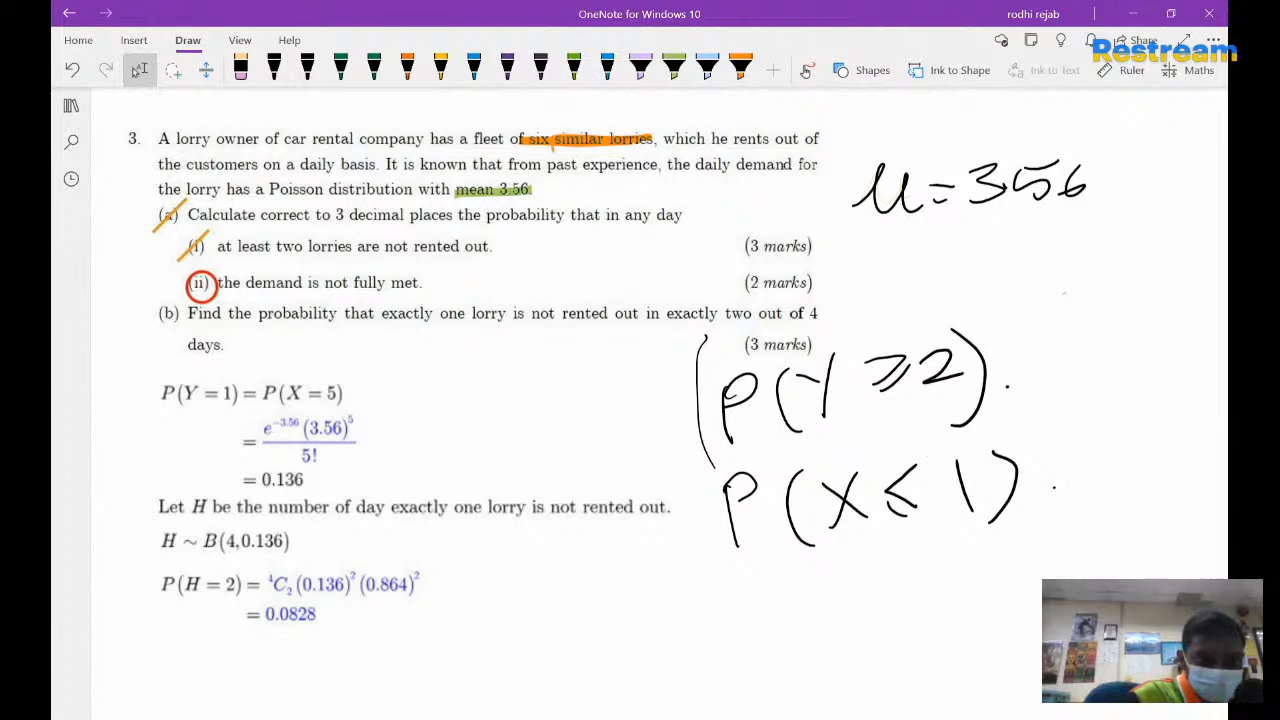 OneNote for Windows 10
rodhi rejab
Home Insert Draw View Help
Share
Restream
Shapes Ink to Shape Ink to Text Ruler Maths
3. A lorry owner of car rental company has a fleet of six similar lorries, which he rents out of
the customers on a daily basis. It is known that from past experience, the daily demand for
the lorry has a Poisson distribution with mean 3.56
(a) Calculate correct to 3 decimal places the probability that in any day
(i) at least two lorries are not rented out. (3 marks)
(ii) the demand is not fully met. (2 marks)
(b) Find the probability that exactly one lorry is not rented out in exactly two out of 4
days. (3 marks)
μ = 3.56
P(Y ≥ 2).
P(X ≤ 1).
P(Y = 1) = P(X = 5)
= e^{-3.56} (3.56)^5 / 5!
= 0.136
Let H be the number of day exactly one lorry is not rented out.
H ~ B(4,0.136)
P(H = 2) = ⁴C₂ (0.136)² (0.864)²
= 0.0828